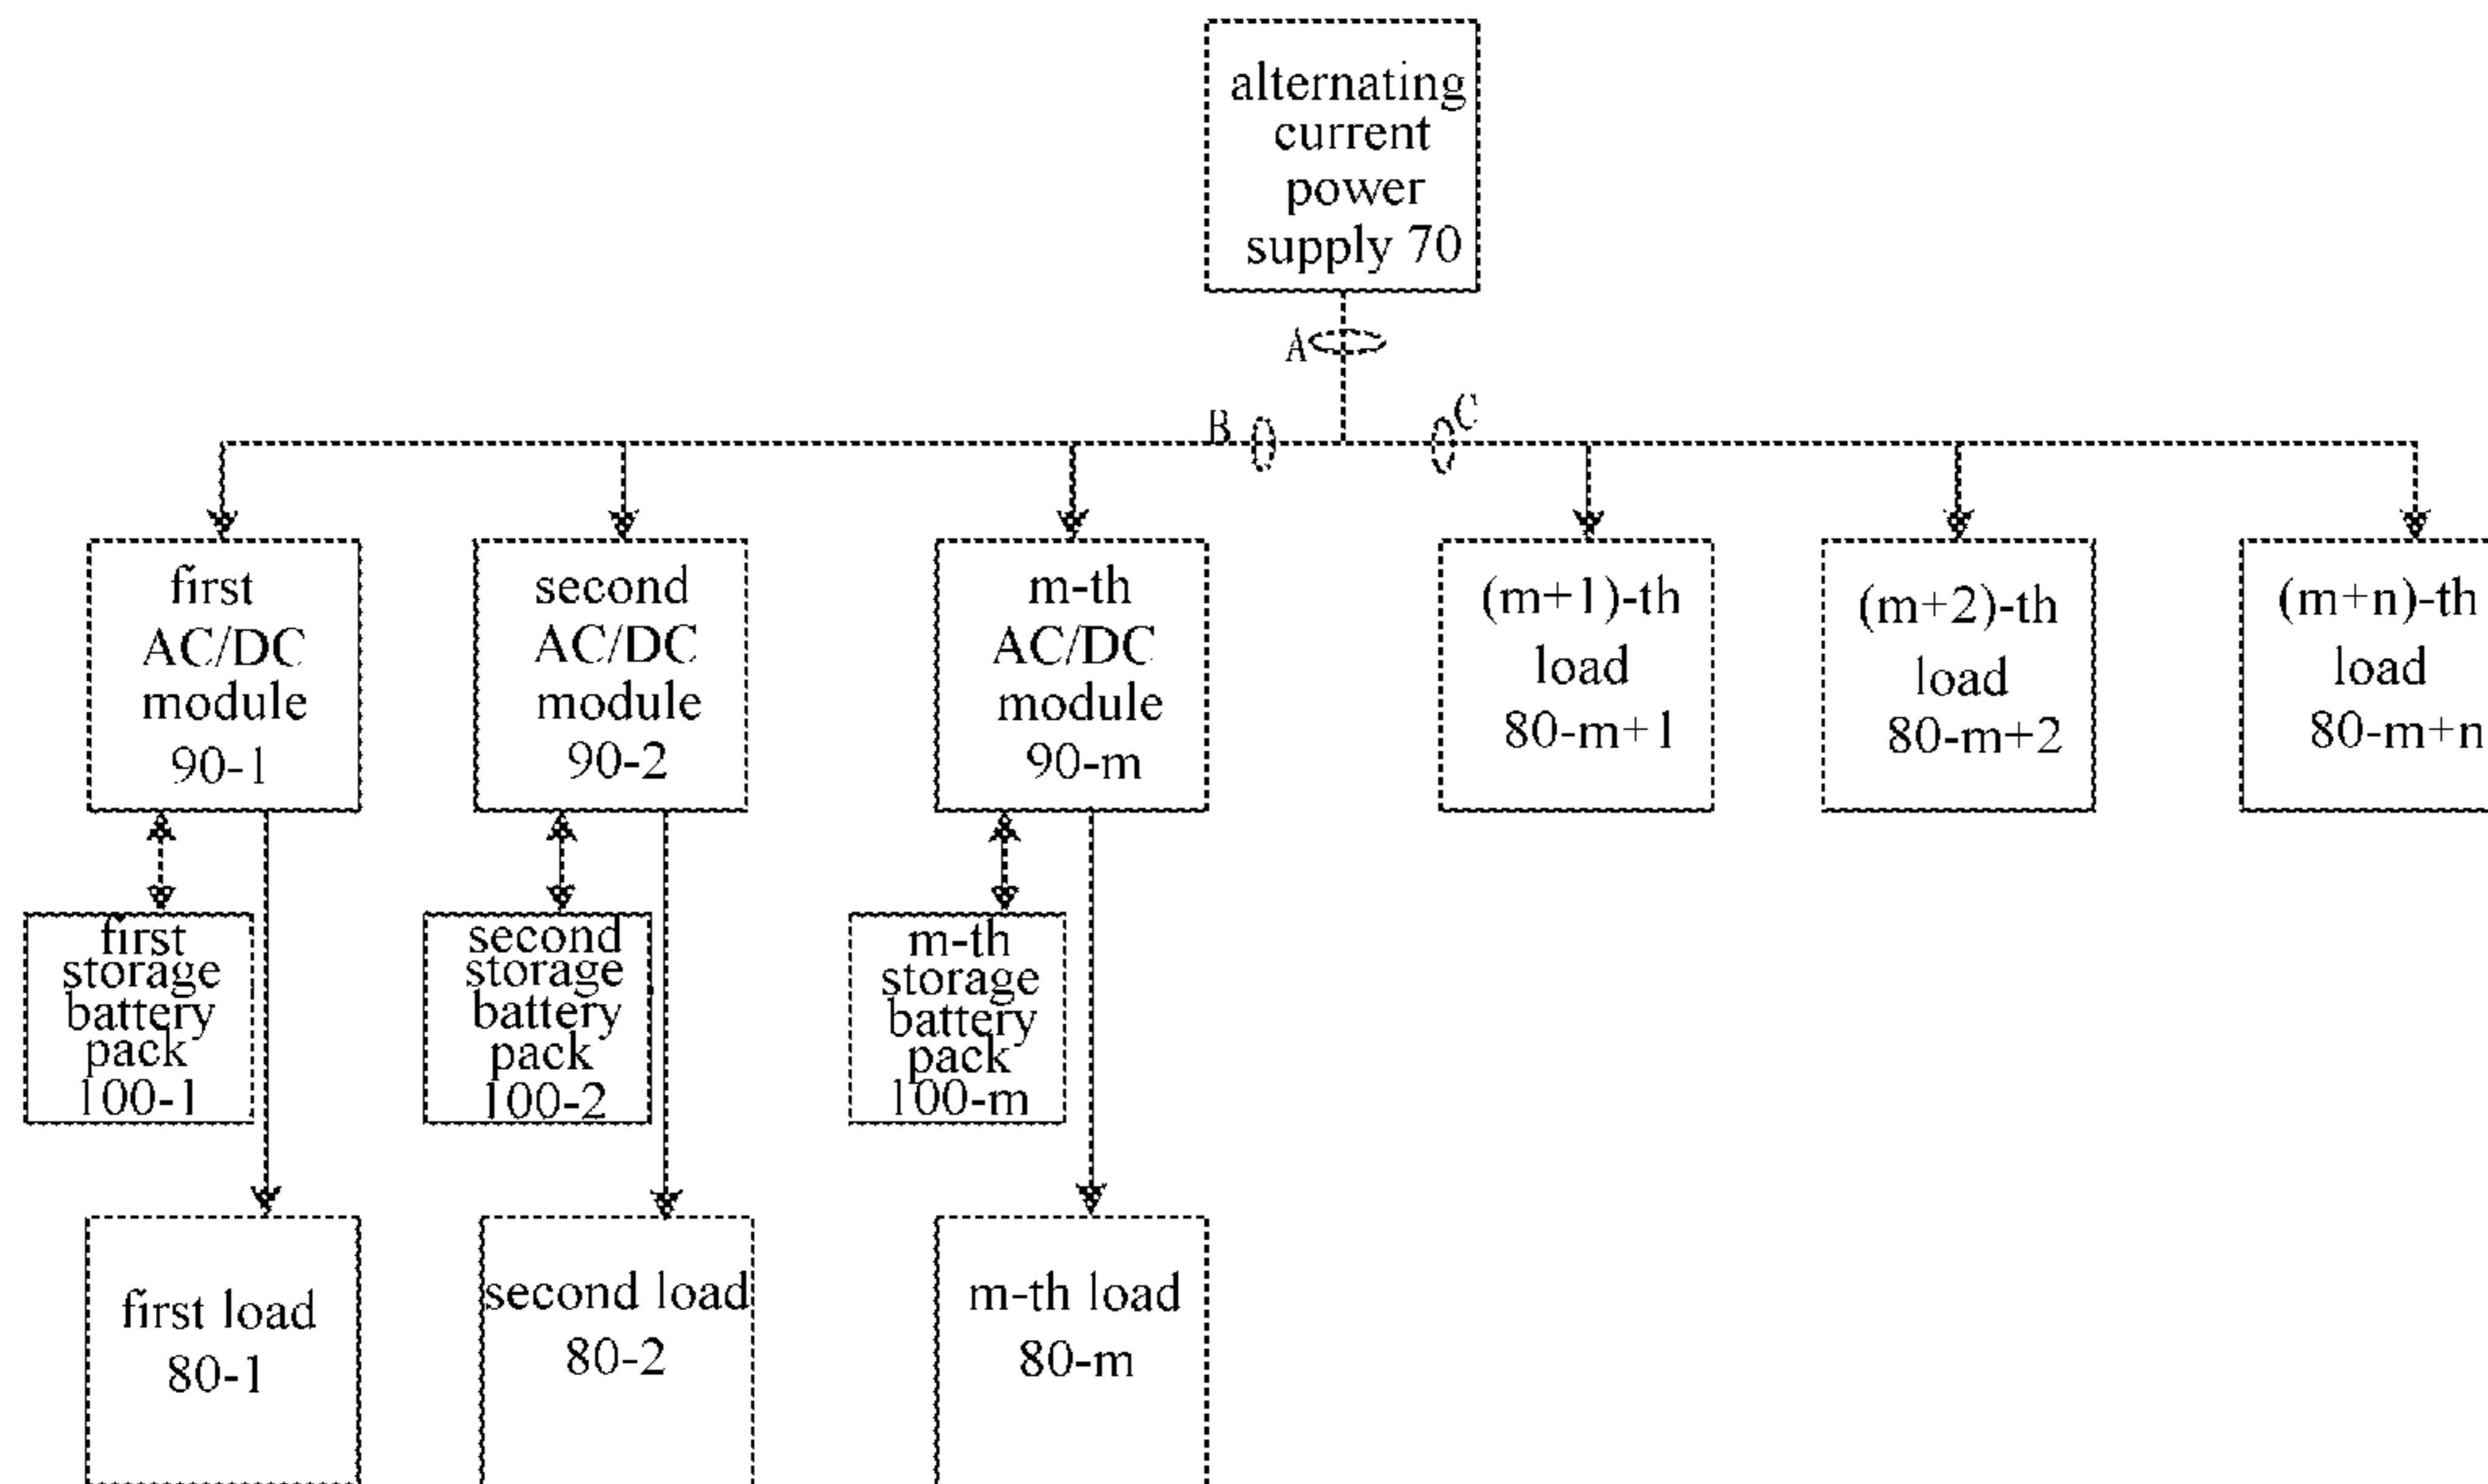 alternating
current
power
supply 70
A
B
C
first
AC/DC
module
90-1
second
AC/DC
module
90-2
m-th
AC/DC
module
90-m
(m+1)-th
load
80-m+1
(m+2)-th
load
80-m+2
(m+n)-th
load
80-m+n
first
storage
battery
pack
100-1
second
storage
battery
pack
100-2
m-th
storage
battery
pack
100-m
first load
80-1
second load
80-2
m-th load
80-m